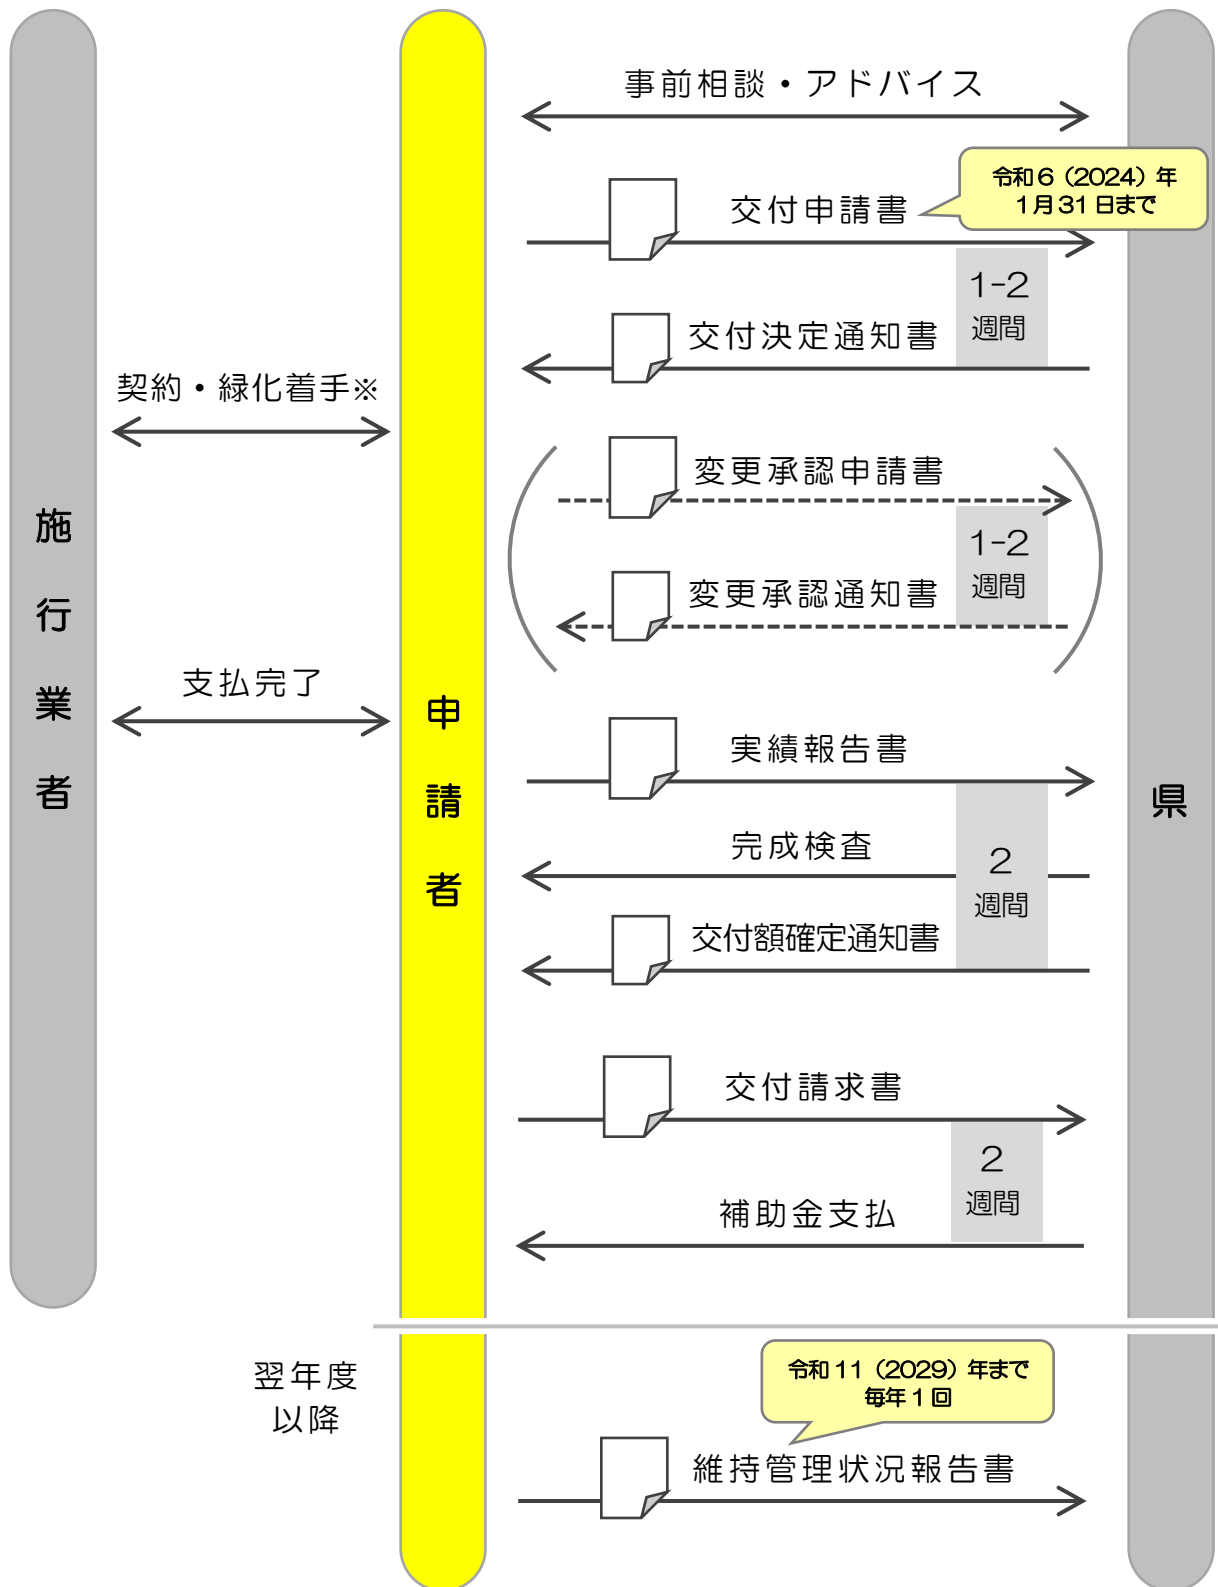 事前相談・アドバイス
令和6（2024）年
1月31日まで
交付申請書
1-2
週間
交付決定通知書
契約・緑化着手※
変更承認申請書
1-2
週間
変更承認通知書
施行業者
支払完了
申請者
実績報告書
県
完成検査
2
週間
交付額確定通知書
交付請求書
2
週間
補助金支払
翌年度
以降
令和11（2029）年まで
毎年1回
維持管理状況報告書